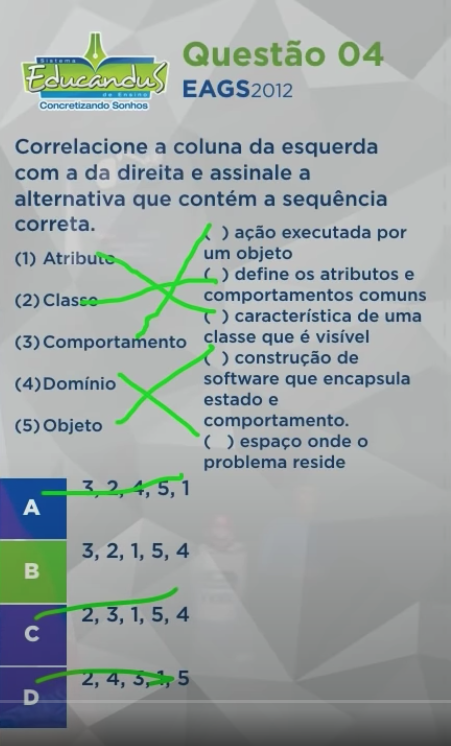 Sistema
Educandus
de Ensino
Concretizando Sonhos
Questão 04
EAGS2012
Correlacione a coluna da esquerda
com a da direita e assinale a
alternativa que contém a sequência
correta.
(1) Atributo
(2) Classe
(3) Comportamento
(4) Domínio
(5) Objeto
( ) ação executada por
um objeto
( ) define os atributos e
comportamentos comuns
( ) característica de uma
classe que é visível
( ) construção de
software que encapsula
estado e
comportamento.
( ) espaço onde o
problema reside
A
3, 2, 4, 5, 1
B
3, 2, 1, 5, 4
C
2, 3, 1, 5, 4
D
2, 4, 3, 1, 5